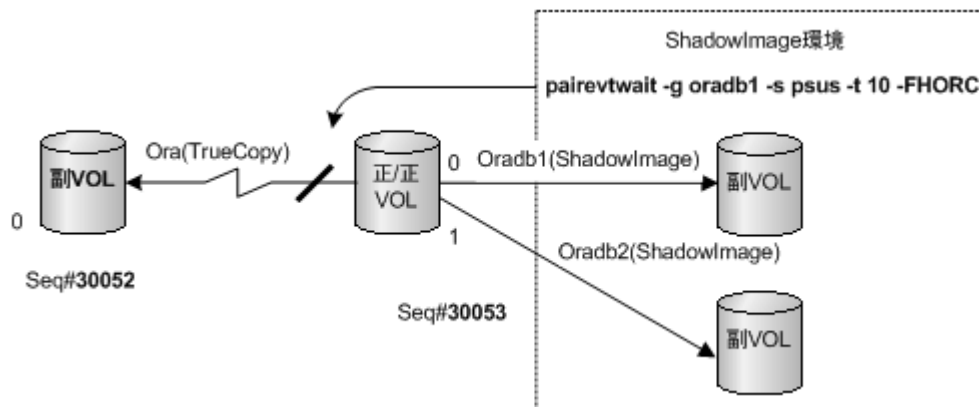 ShadowImage環境
pairevtwait -g oradb1 -s psus -t 10 -FHORC
Ora(TrueCopy)
副VOL
0
正/正
VOL
0
1
Oradb1(ShadowImage)
副VOL
Oradb2(ShadowImage)
Seq#30052
Seq#30053
副VOL